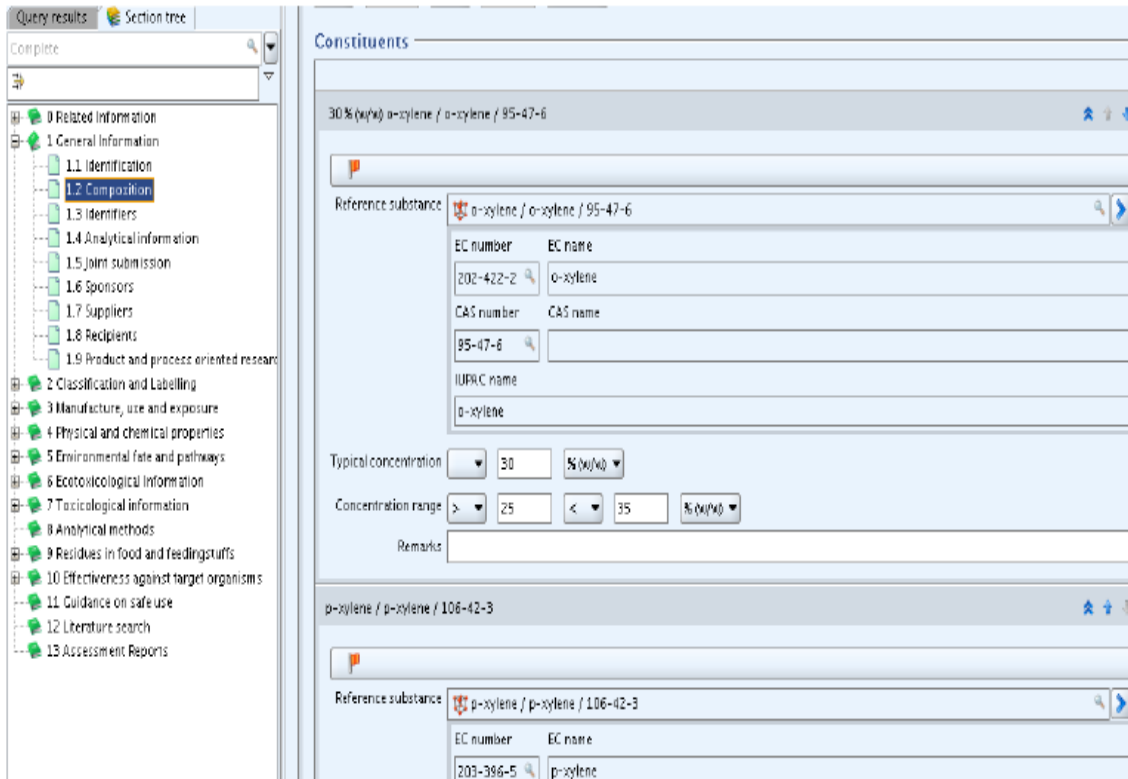 Query results
Section tree
Complete
0 Related Information
1 General Information
1.1 Identification
1.2 Composition
1.3 Identifiers
1.4 Analytical information
1.5 Joint submission
1.6 Sponsors
1.7 Suppliers
1.8 Recipients
1.9 Product and process oriented researc
2 Classification and Labelling
3 Manufacture, use and exposure
4 Physical and chemical properties
5 Environmental fate and pathways
6 Ecotoxicological Information
7 Toxicological information
8 Analytical methods
9 Residues in food and feedingstuffs
10 Effectiveness against target organisms
11 Guidance on safe use
12 Literature search
13 Assessment Reports
Constituents
30 % (w/w) o-xylene / o-xylene / 95-47-6
Reference substance o-xylene / o-xylene / 95-47-6
EC number EC name
202-422-2 o-xylene
CAS number CAS name
95-47-6
IUPAC name
o-xylene
Typical concentration 30 % (w/w)
Concentration range > 25 < 35 % (w/w)
Remarks
p-xylene / p-xylene / 106-42-3
Reference substance p-xylene / p-xylene / 106-42-3
EC number EC name
203-396-5 p-xylene